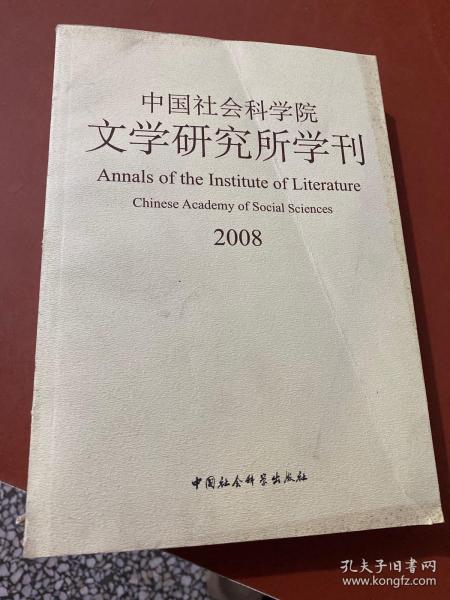 中国社会科学院
文学研究所学刊
Annals of the Institute of Literature
Chinese Academy of Social Sciences
2008
中国社会科学出版社
孔夫子旧书网
www.kongfz.com